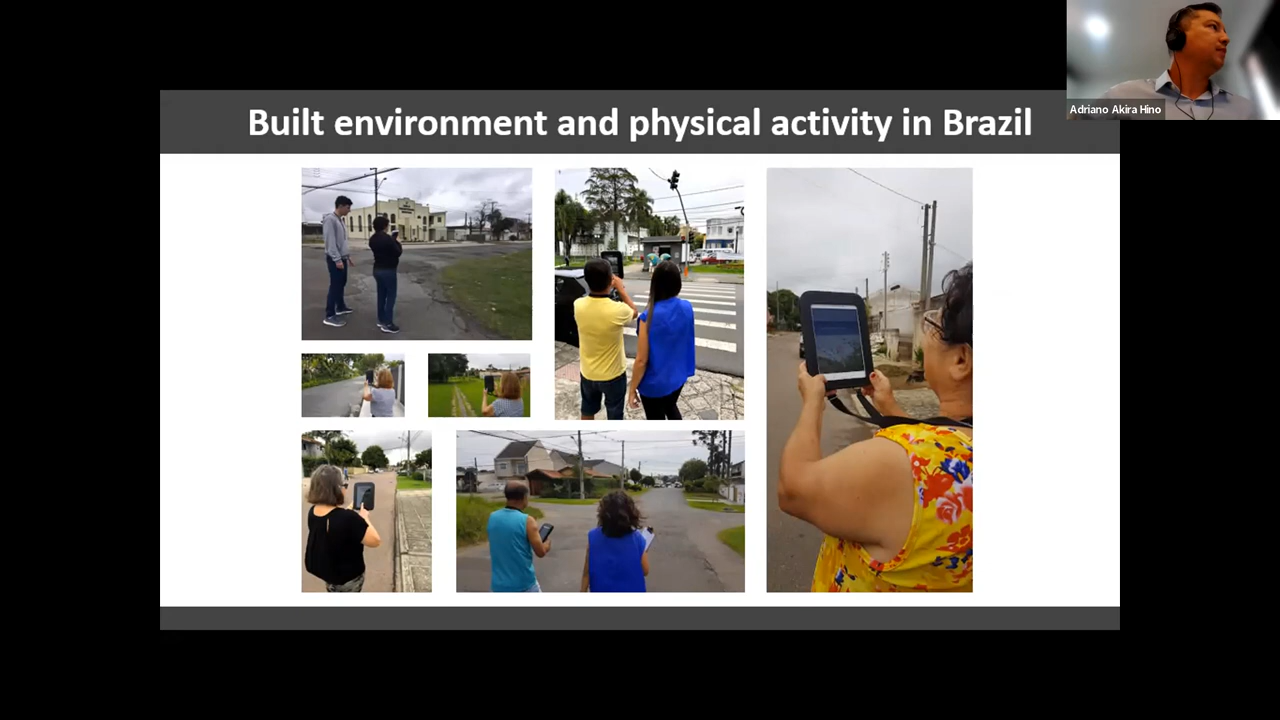 Built environment and physical activity in Brazil
Adriano Akira Hino